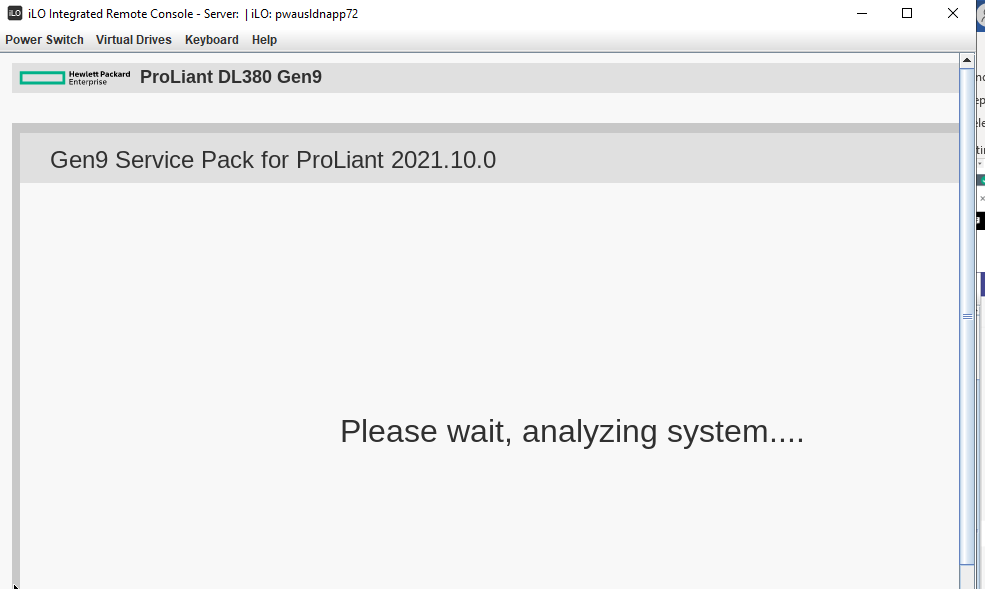 iLO iLO Integrated Remote Console - Server: | iLO: pwausldnapp72
Power Switch Virtual Drives Keyboard Help
Hewlett Packard
Enterprise
ProLiant DL380 Gen9
Gen9 Service Pack for ProLiant 2021.10.0
Please wait, analyzing system....